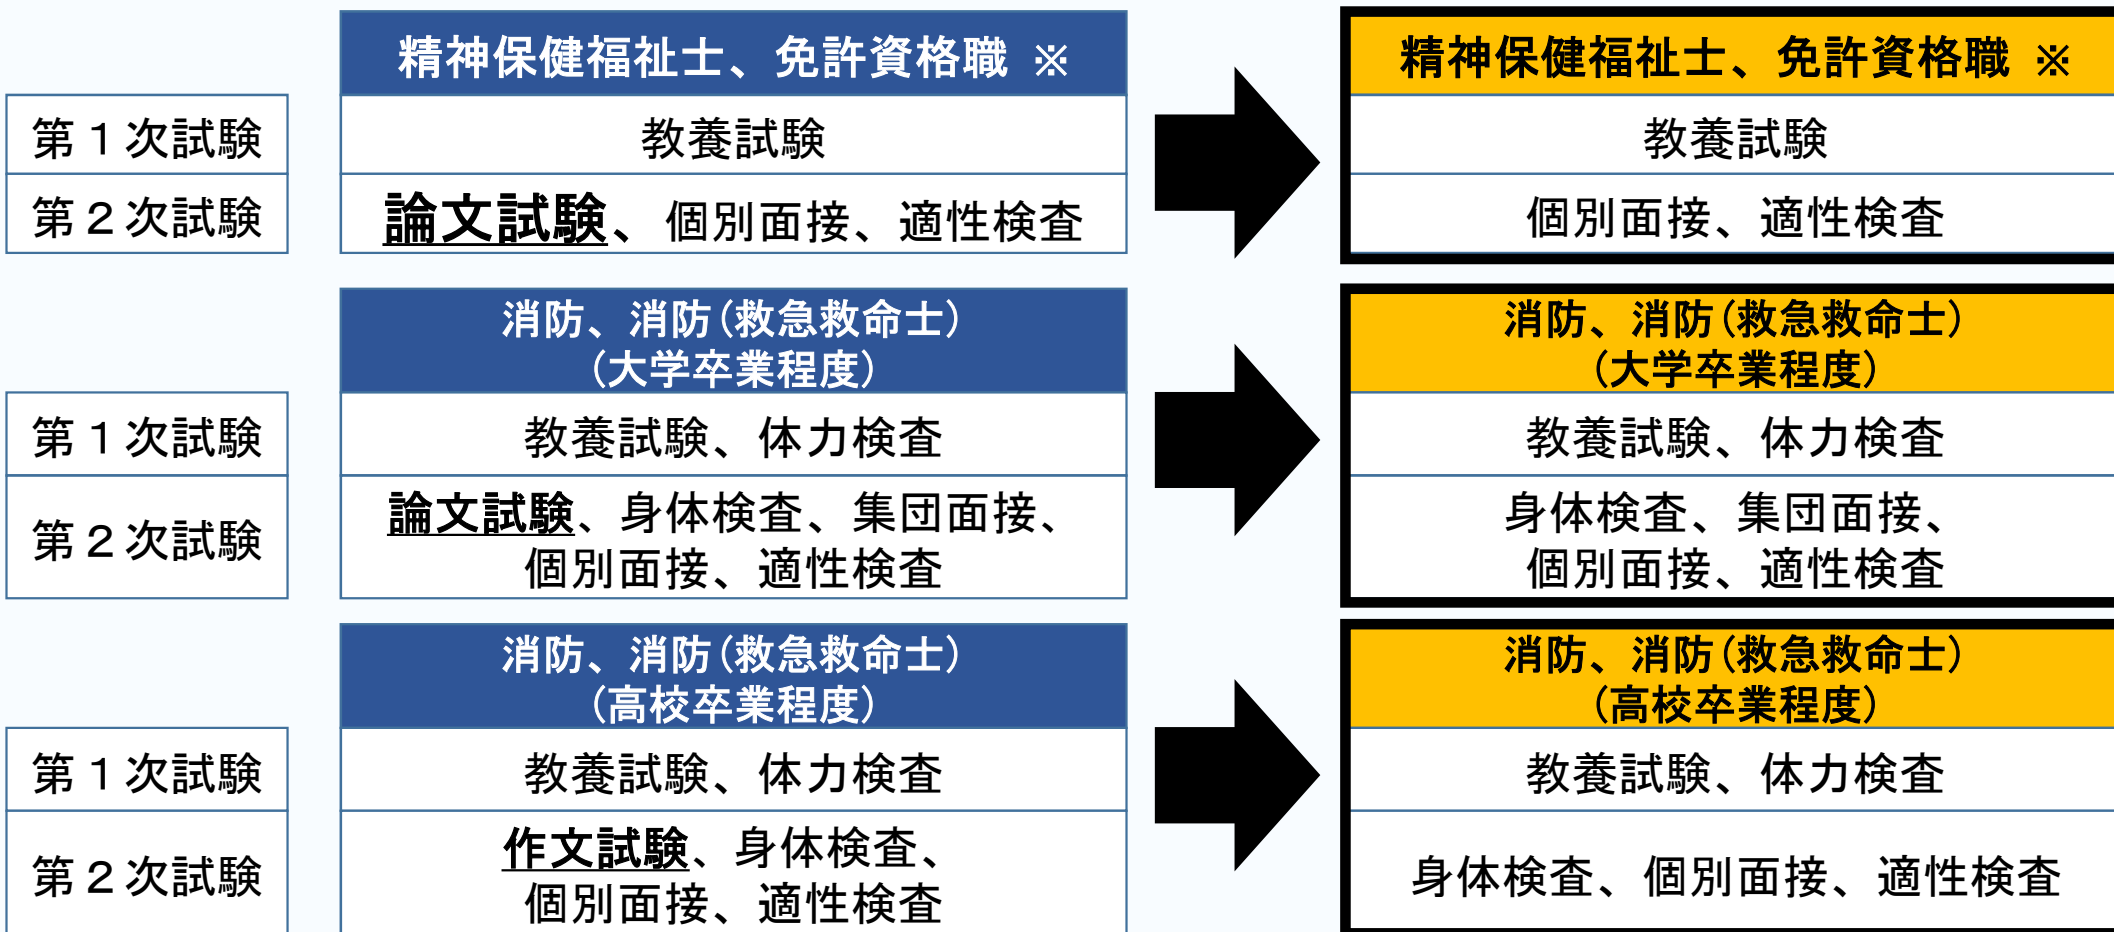 精神保健福祉士、免許資格職 ※
精神保健福祉士、免許資格職 ※
第1次試験
教養試験
教養試験
第2次試験
論文試験、個別面接、適性検査
個別面接、適性検査
消防、消防(救急救命士)
(大学卒業程度)
消防、消防(救急救命士)
(大学卒業程度)
第1次試験
教養試験、体力検査
教養試験、体力検査
第2次試験
論文試験、身体検査、集団面接、
個別面接、適性検査
身体検査、集団面接、
個別面接、適性検査
消防、消防(救急救命士)
(高校卒業程度)
消防、消防(救急救命士)
(高校卒業程度)
第1次試験
教養試験、体力検査
教養試験、体力検査
第2次試験
作文試験、身体検査、
個別面接、適性検査
身体検査、個別面接、適性検査